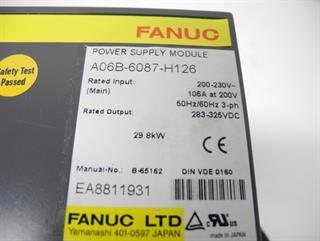 FANUC
POWER SUPPLY MODULE
A06B-6087-H126
Rated Input: 200-230V~
(Main) 106A at 200V
50Hz/60Hz 3-ph
Rated Output: 283-325VDC
29.8kW
CE
Manual-No. B-65162 DIN VDE 0160
EA8811931
FANUC LTD
Yamanashi 401-0597 JAPAN
Safety Test
Passed